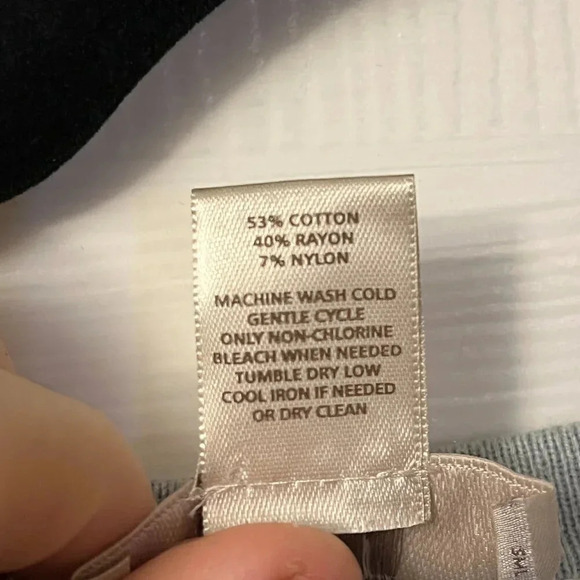 53% COTTON
40% RAYON
7% NYLON
MACHINE WASH COLD
GENTLE CYCLE
ONLY NON-CHLORINE
BLEACH WHEN NEEDED
TUMBLE DRY LOW
COOL IRON IF NEEDED
OR DRY CLEAN